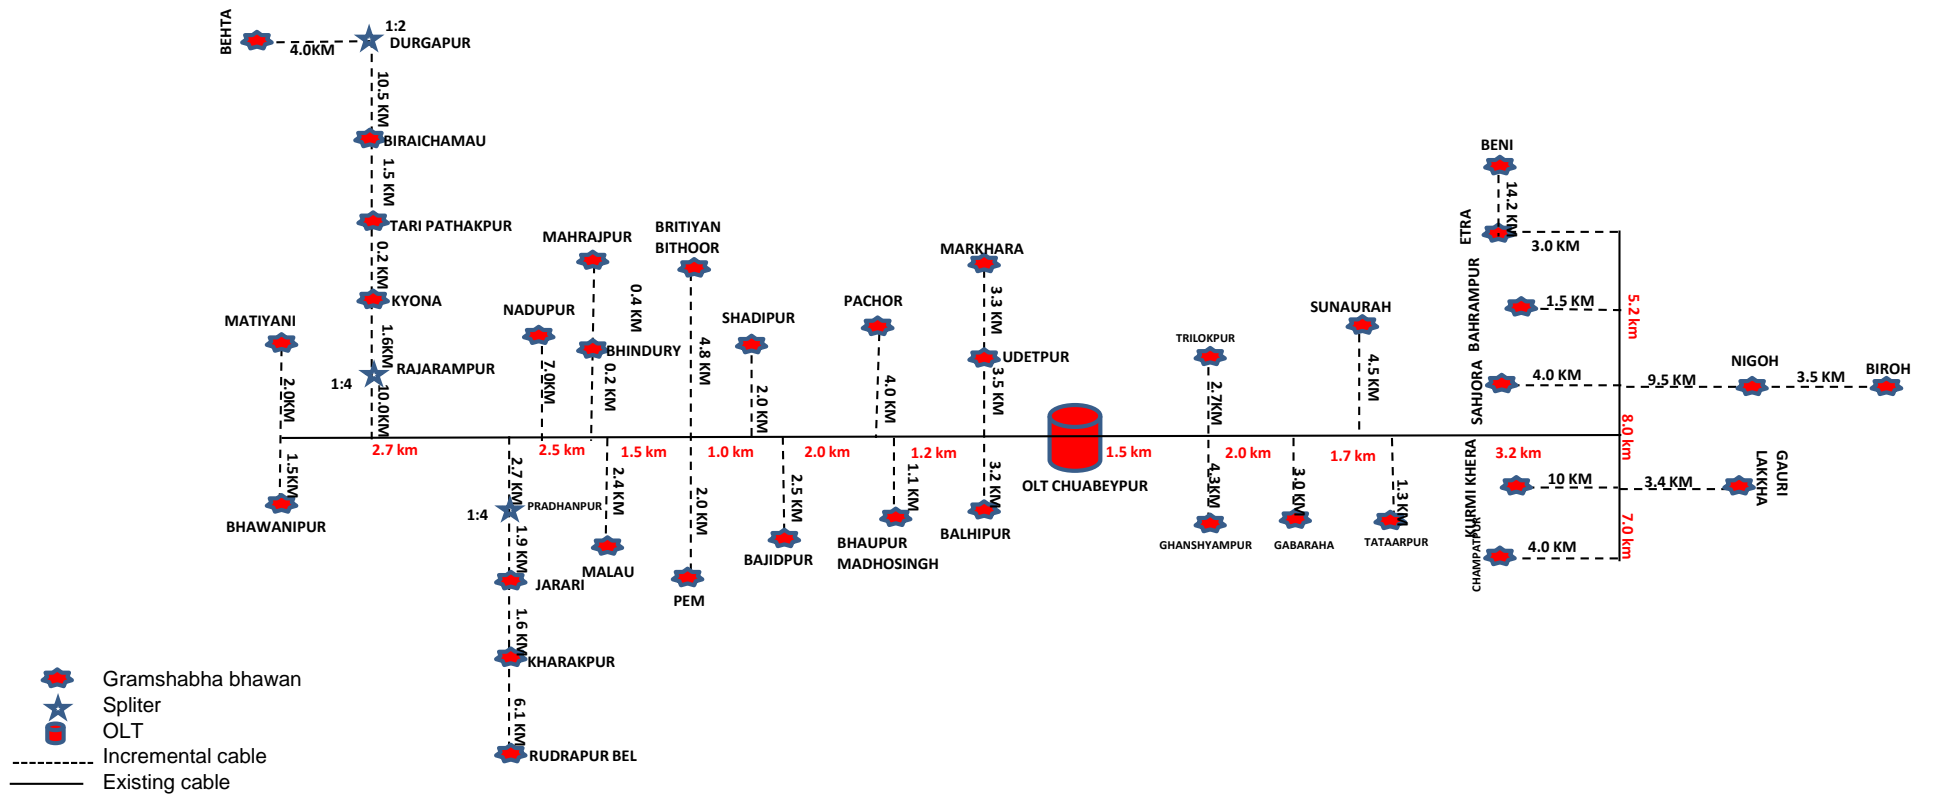 BEHTA
4.0KM
1:2
DURGAPUR
10.5 KM
BIRAICHAMAU
1.5 KM
TARI PATHAKPUR
0.2 KM
KYONA
1.6KM
1:4
RAJARAMPUR
10.0KM
MATIYANI
2.0KM
1.5KM
BHAWANIPUR
2.7 km
NADUPUR
7.0KM
MAHRAJPUR
0.4 KM
BHINDURY
0.2 KM
BRITIYAN
BITHOOR
4.8 KM
SHADIPUR
2.0 KM
PACHOR
4.0 KM
MARKHARA
3.3 KM
UDETPUR
3.5 KM
2.5 km
1.5 km
1.0 km
2.0 km
1.2 km
2.7 KM
1:4
PRADHANPUR
1.9 KM
JARARI
1.6 KM
KHARAKPUR
6.1 KM
RUDRAPUR BEL
2.4 KM
MALAU
2.0 KM
PEM
2.5 KM
BAJIDPUR
1.1 KM
BHAUPUR
MADHOSINGH
3.2 KM
BALHIPUR
OLT CHUABEYPUR
TRILOKPUR
2.7KM
SUNAURAH
4.5 KM
1.5 km
2.0 km
1.7 km
3.2 km
4.3KM
GHANSHYAMPUR
3.0 KM
GABARAHA
1.3 KM
TATAARPUR
BENI
14.2 KM
ETRA
3.0 KM
BAHRAMPUR
1.5 KM
5.2 km
SAHJORA
4.0 KM
9.5 KM
NIGOH
3.5 KM
BIROH
8.0 km
KURMI KHERA
10 KM
3.4 KM
GAURI
LAKKHA
7.0 km
CHAMPATPUR
4.0 KM
Gramshabha bhawan
Spliter
OLT
Incremental cable
Existing cable